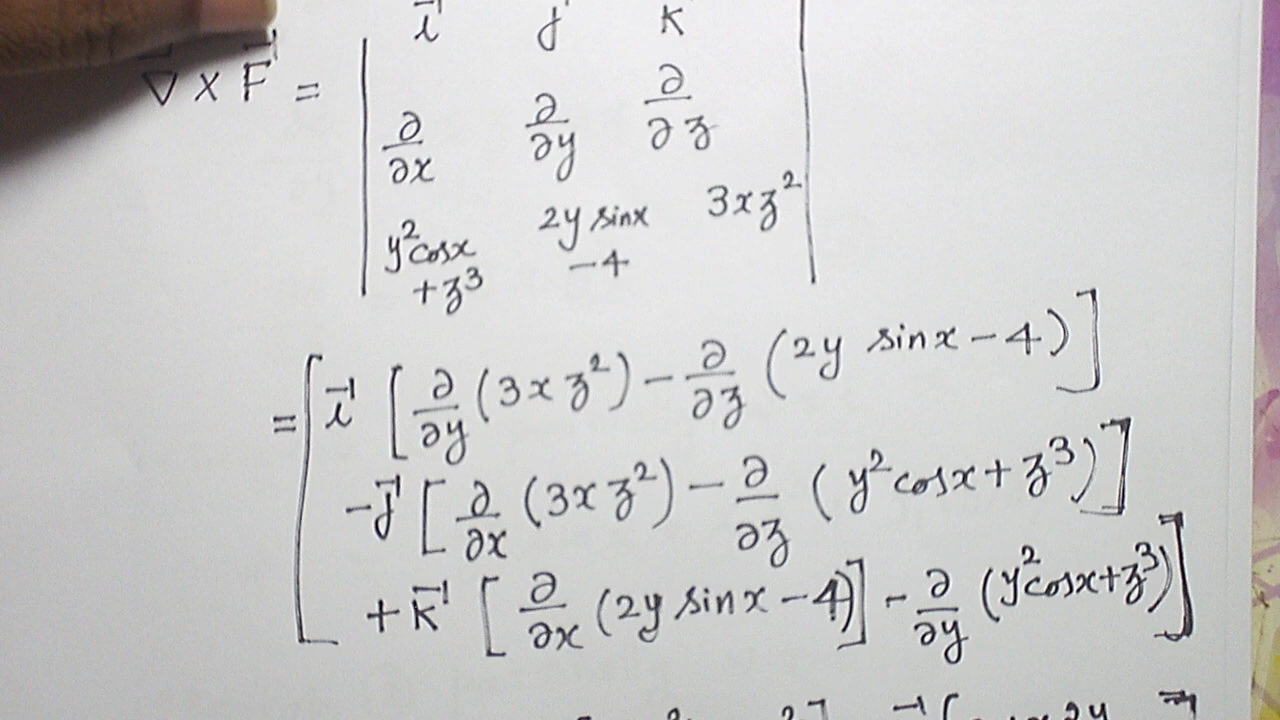 i⃗ j⃗ K
∇⃗ × F⃗ = | ∂/∂x ∂/∂y ∂/∂z |
y²cosx 2y sinx 3xz²
+z³ -4
= [ i⃗ [ ∂/∂y (3xz²) - ∂/∂z (2y sinx - 4) ]
-j⃗ [ ∂/∂x (3xz²) - ∂/∂z (y²cosx + z³) ]
+K⃗ [ ∂/∂x (2y sinx - 4) ] - ∂/∂y (y²cosx + z³) ]